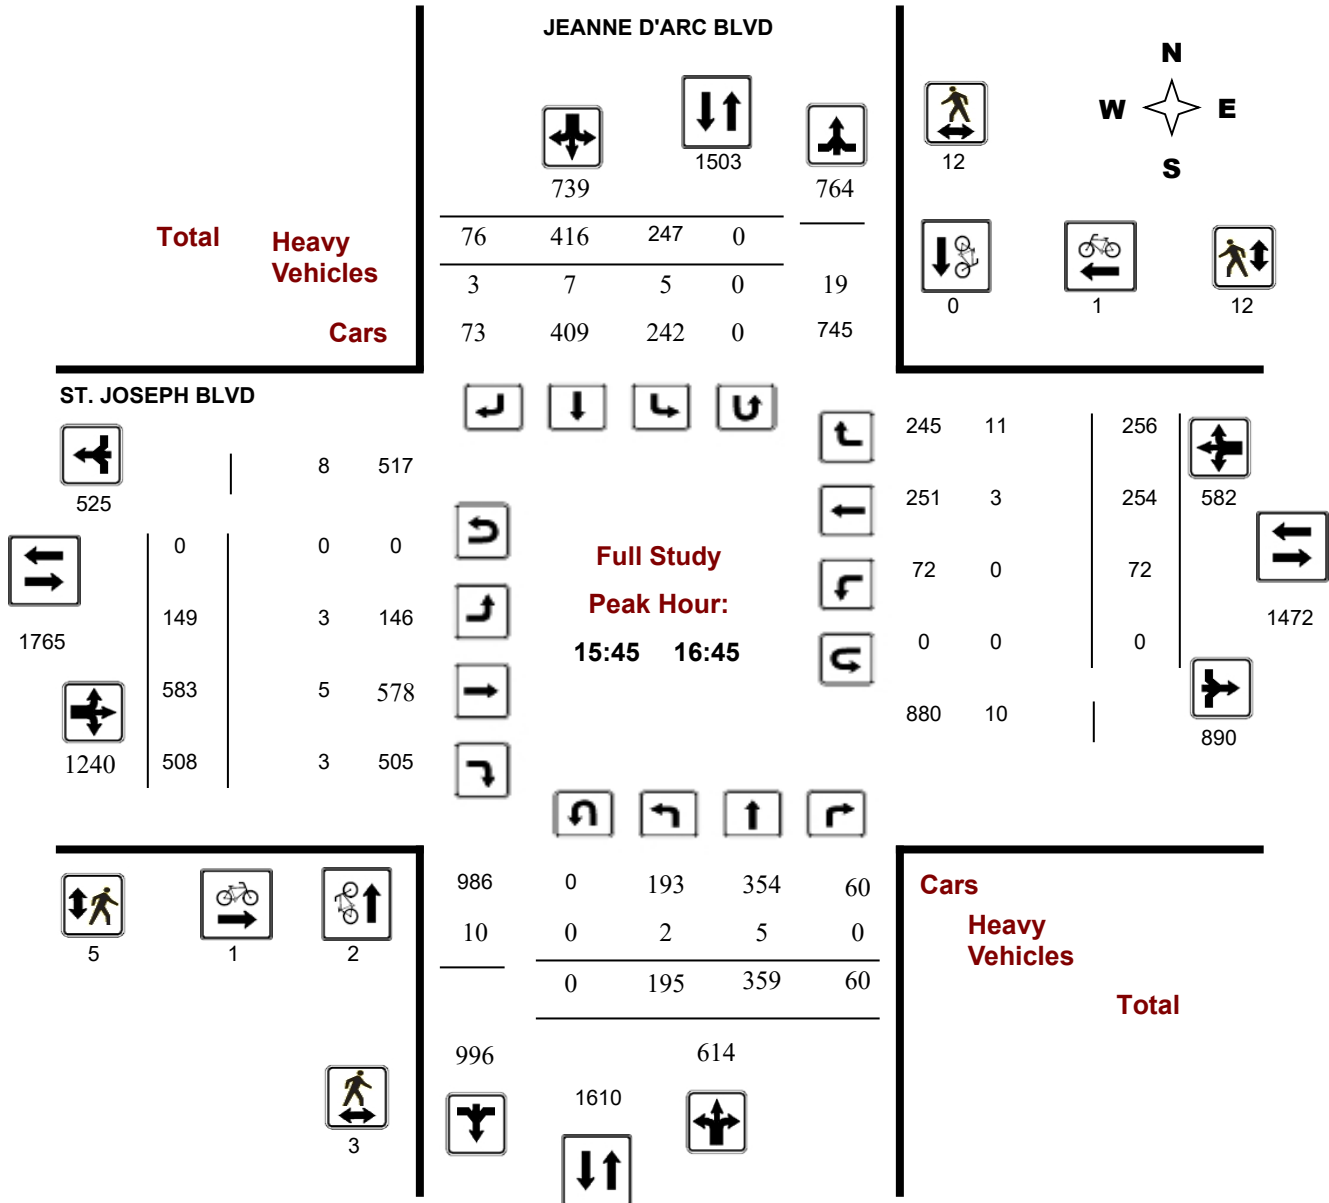 JEANNE D'ARC BLVD
N
W E
S
1503
12
739 764
Total Heavy Vehicles
76 416 247 0
3 7 5 0 19
0 1 12
Cars 73 409 242 0 745
ST. JOSEPH BLVD
245 11 256
8 517
525
251 3 254 582
0 0 0
Full Study
72 0 72
Peak Hour:
149 3 146
1472
1765
15:45 16:45
0 0 0
583 5 578
880 10
890
1240 508 3 505
986 0 193 354 60 Cars
10 0 2 5 0 Heavy Vehicles
5 1 2
0 195 359 60
Total
996 614
1610
3